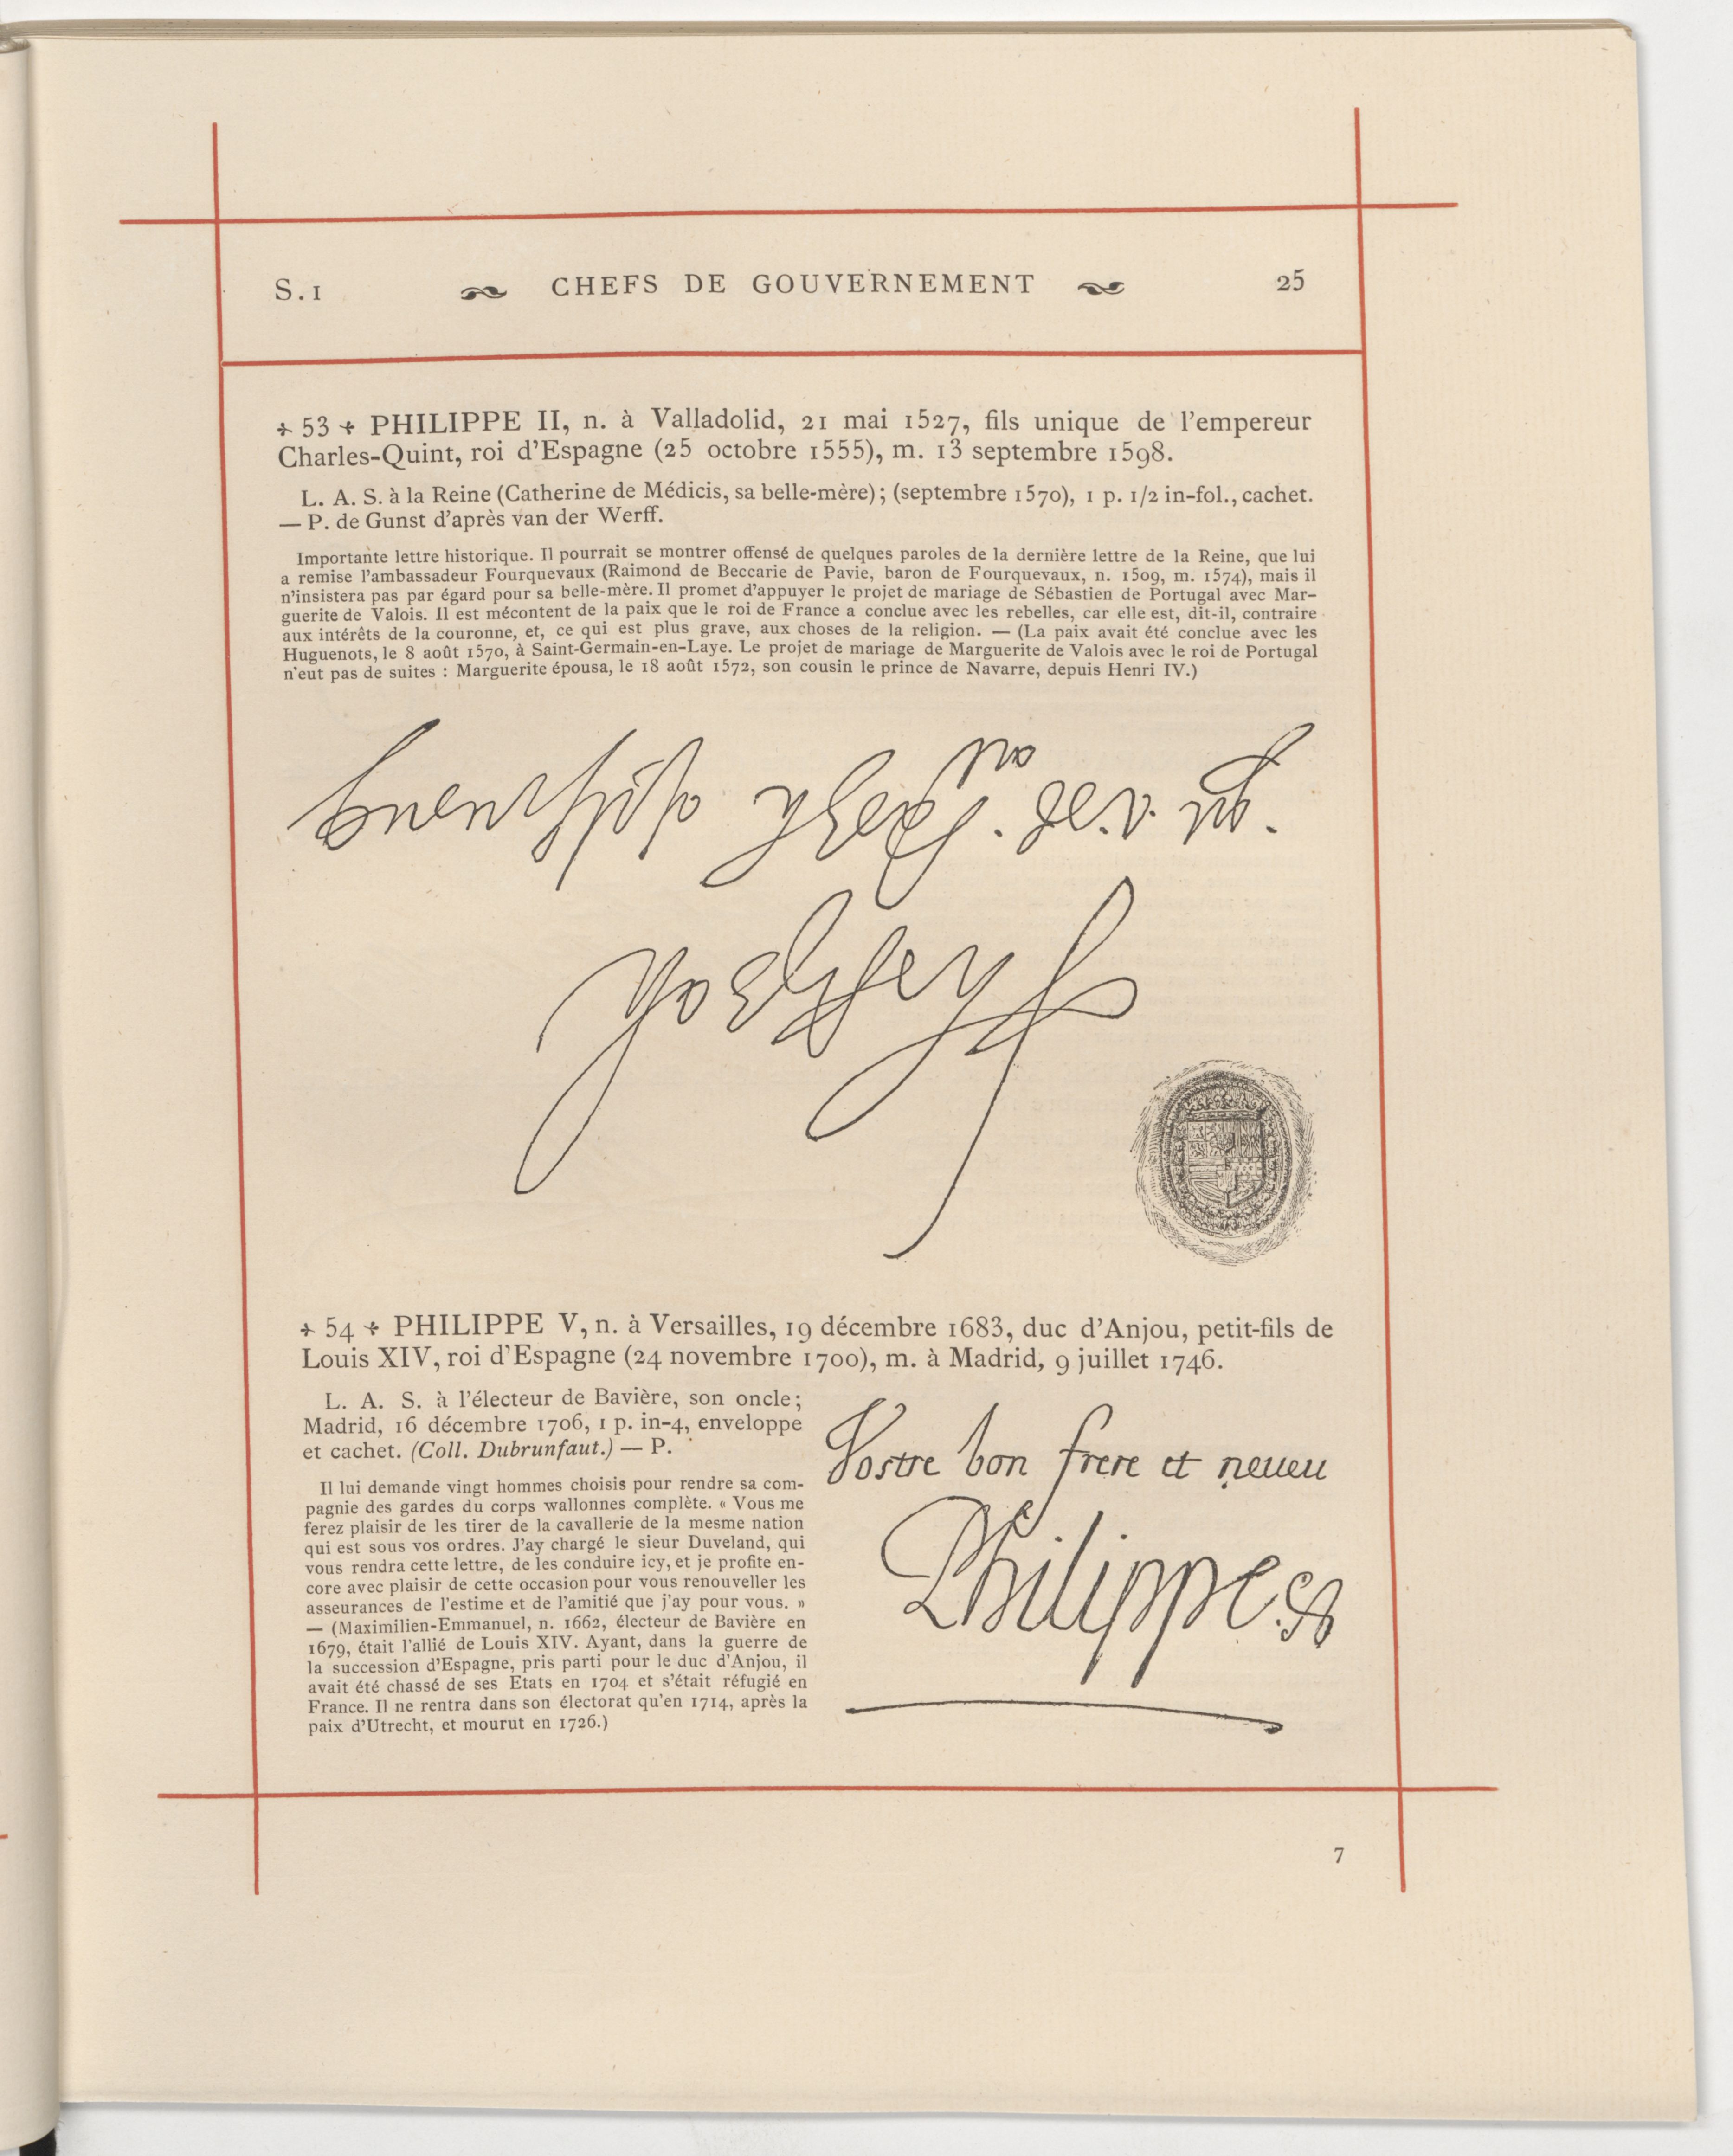 S.1 CHEFS DE GOUVERNEMENT 25
53 PHILIPPE II, n. à Valladolid, 21 mai 1527, fils unique de l'empereur
Charles-Quint, roi d'Espagne (25 octobre 1555), m. 13 septembre 1598.
L. A. S. à la Reine (Catherine de Médicis, sa belle-mère); (septembre 1570), 1 p. 1/2 in-fol., cachet.
— P. de Gunst d'après van der Werff.
Importante lettre historique. Il pourrait se montrer offensé de quelques paroles de la dernière lettre de la Reine, que lui
a remise l'ambassadeur Fourquevaux (Raimond de Beccarie de Pavie, baron de Fourquevaux, n. 1509, m. 1574), mais il
n'insistera pas par égard pour sa belle-mère. Il promet d'appuyer le projet de mariage de Sébastien de Portugal avec Mar-
guerite de Valois. Il est mécontent de la paix que le roi de France a conclue avec les rebelles, car elle est, dit-il, contraire
aux intérêts de la couronne, et, ce qui est plus grave, aux choses de la religion. — (La paix avait été conclue avec les
Huguenots, le 8 août 1570, à Saint-Germain-en-Laye. Le projet de mariage de Marguerite de Valois avec le roi de Portugal
n'eut pas de suites : Marguerite épousa, le 18 août 1572, son cousin le prince de Navarre, depuis Henri IV.)
54 PHILIPPE V, n. à Versailles, 19 décembre 1683, duc d'Anjou, petit-fils de
Louis XIV, roi d'Espagne (24 novembre 1700), m. à Madrid, 9 juillet 1746.
L. A. S. à l'électeur de Bavière, son oncle;
Madrid, 16 décembre 1706, 1 p. in-4, enveloppe
et cachet. (Coll. Dubrunfaut.) — P.
Il lui demande vingt hommes choisis pour rendre sa com-
pagnie des gardes du corps wallonnes complète. « Vous me
ferez plaisir de les tirer de la cavallerie de la mesme nation
qui est sous vos ordres. J'ay chargé le sieur Duveland, qui
vous rendra cette lettre, de les conduire icy, et je profite en-
core avec plaisir de cette occasion pour vous renouveller les
asseurances de l'estime et de l'amitié que j'ay pour vous. »
— (Maximilien-Emmanuel, n. 1662, électeur de Bavière en
1679, était l'allié de Louis XIV. Ayant, dans la guerre de
la succession d'Espagne, pris parti pour le duc d'Anjou, il
avait été chassé de ses Etats en 1704 et s'était réfugié en
France. Il ne rentra dans son électorat qu'en 1714, après la
paix d'Utrecht, et mourut en 1726.)
Vostre bon frere et neueu
Philippe
7